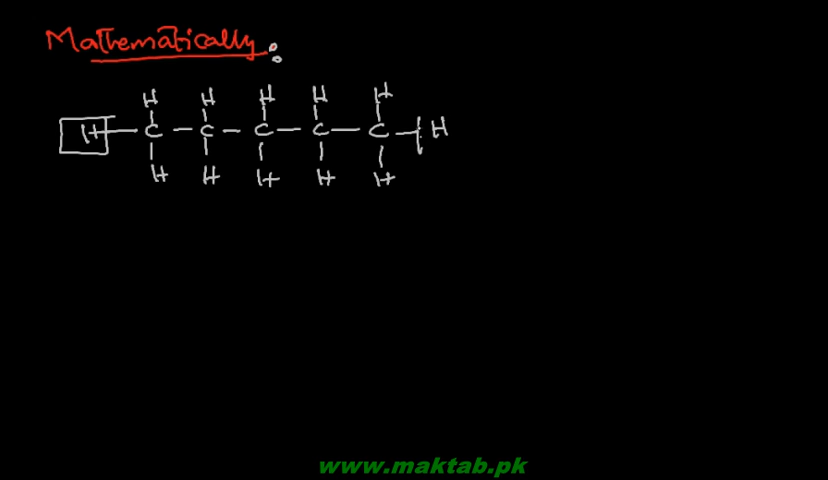 Mathematically:
H H H H H
H - C - C - C - C - C - H
H H H H H
www.maktab.pk